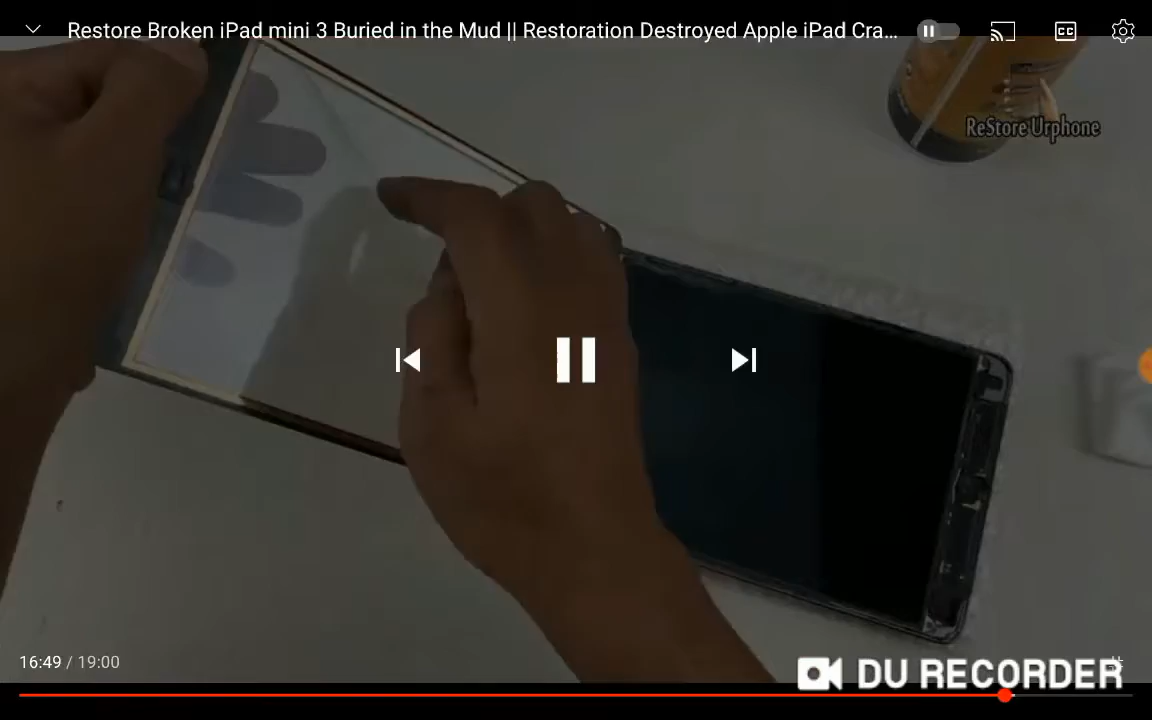 Restore Broken iPad mini 3 Buried in the Mud || Restoration Destroyed Apple iPad Cra...
CC
ReStore Urphone
16:49 / 19:00
DU RECORDER